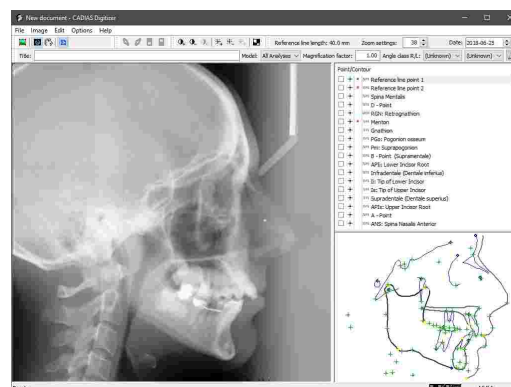 New document - CADIAS Digitizer
File Image Edit Options Help
Reference line length: 40.0 mm Zoom settings: 38 Date: 2018-06-25
Title: Model: All Analyses Magnification factor: 1.00 Angle class R/L: (Unknown) (Unknown)
Point/Contour
Reference line point 1
Reference line point 2
Spina Mentalis
D - Point
RGN: Retrognathion
Menton
Gnathion
PGo: Pogonion osseum
Pm: Suprapogonion
B - Point (Supramentale)
AFIi: Lower Incisor Root
Infradentale (Dentale inferius)
Ii: Tip of Lower Incisor
Is: Tip of Upper Incisor
Supradentale (Dentale superius)
AFIs: Upper Incisor Root
A - Point
ANS: Spina Nasalis Anterior